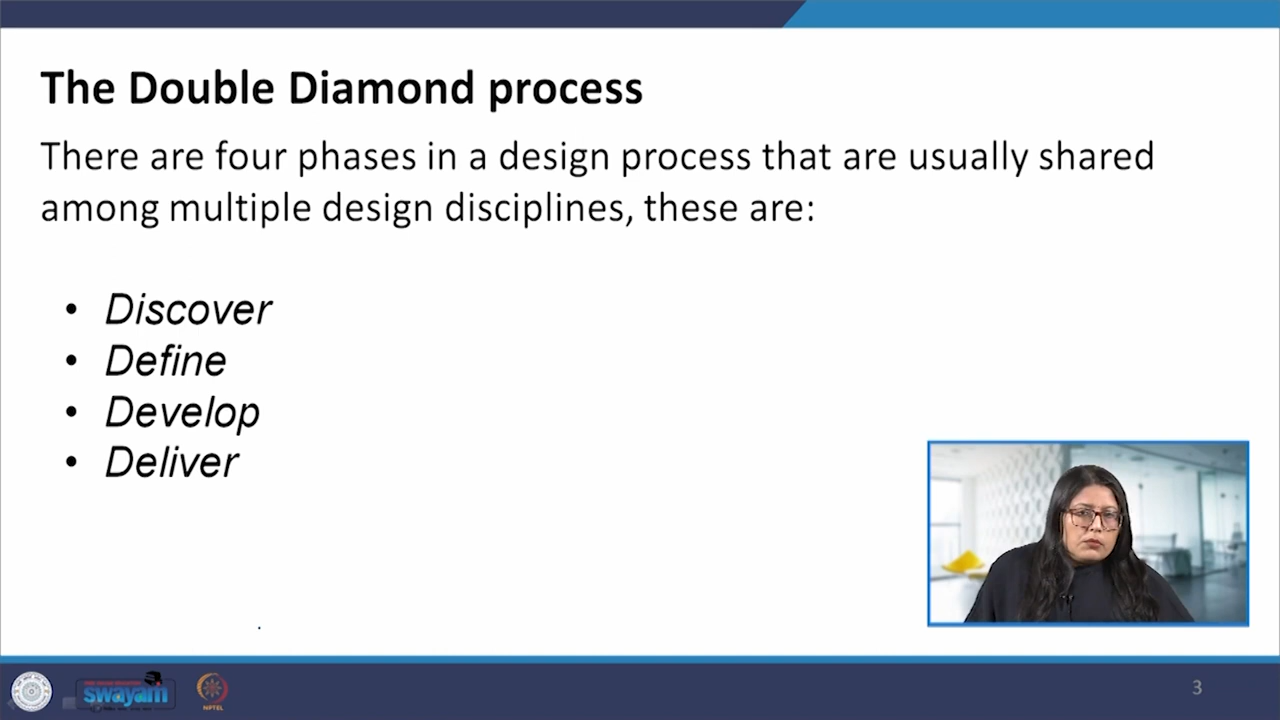 The Double Diamond process
There are four phases in a design process that are usually shared
among multiple design disciplines, these are:
• Discover
• Define
• Develop
• Deliver
3
swayam
NPTEL